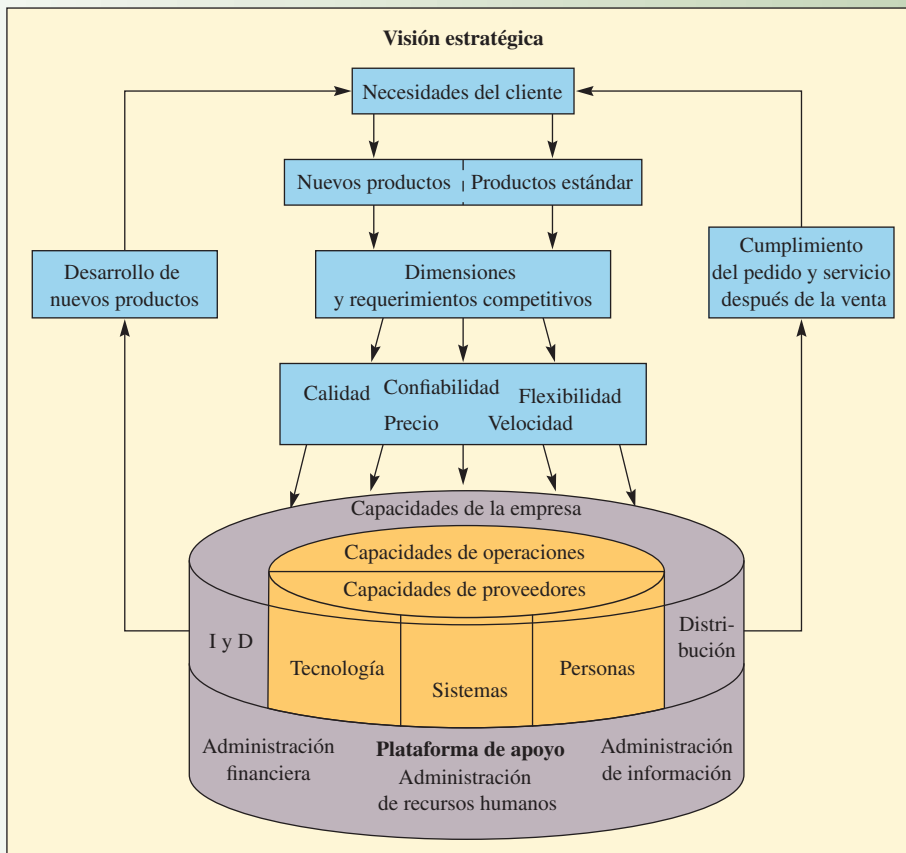 Visión estratégica
Necesidades del cliente
Nuevos productos Productos estándar
Desarrollo de
nuevos productos
Dimensiones
y requerimientos competitivos
Cumplimiento
del pedido y servicio
después de la venta
Calidad Confiabilidad Flexibilidad
Precio Velocidad
Capacidades de la empresa
Capacidades de operaciones
Capacidades de proveedores
I y D
Tecnología
Sistemas
Personas
Distri-
bución
Administración
financiera
Plataforma de apoyo
Administración
de recursos humanos
Administración
de información